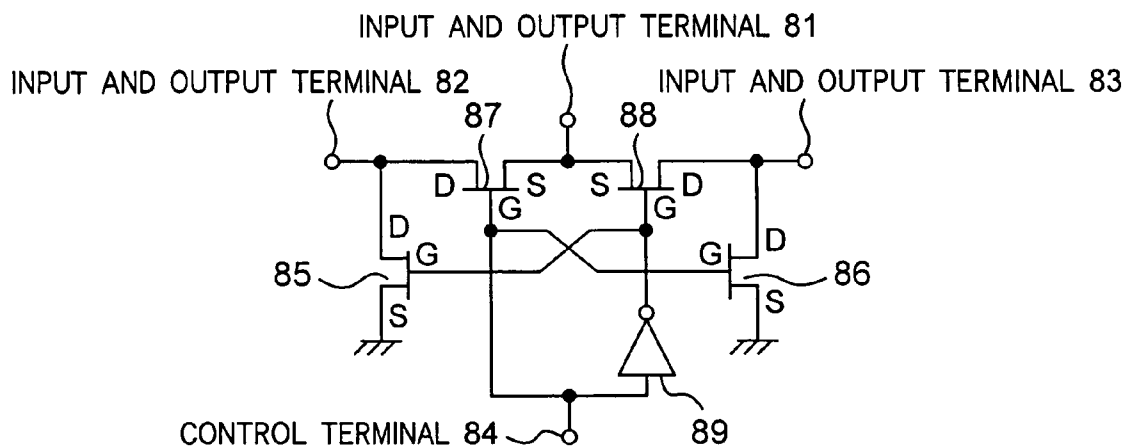 INPUT AND OUTPUT TERMINAL 81
INPUT AND OUTPUT TERMINAL 82
INPUT AND OUTPUT TERMINAL 83
87
88
D
S
S
D
G
G
D
G
G
D
85
86
S
S
89
CONTROL TERMINAL 84